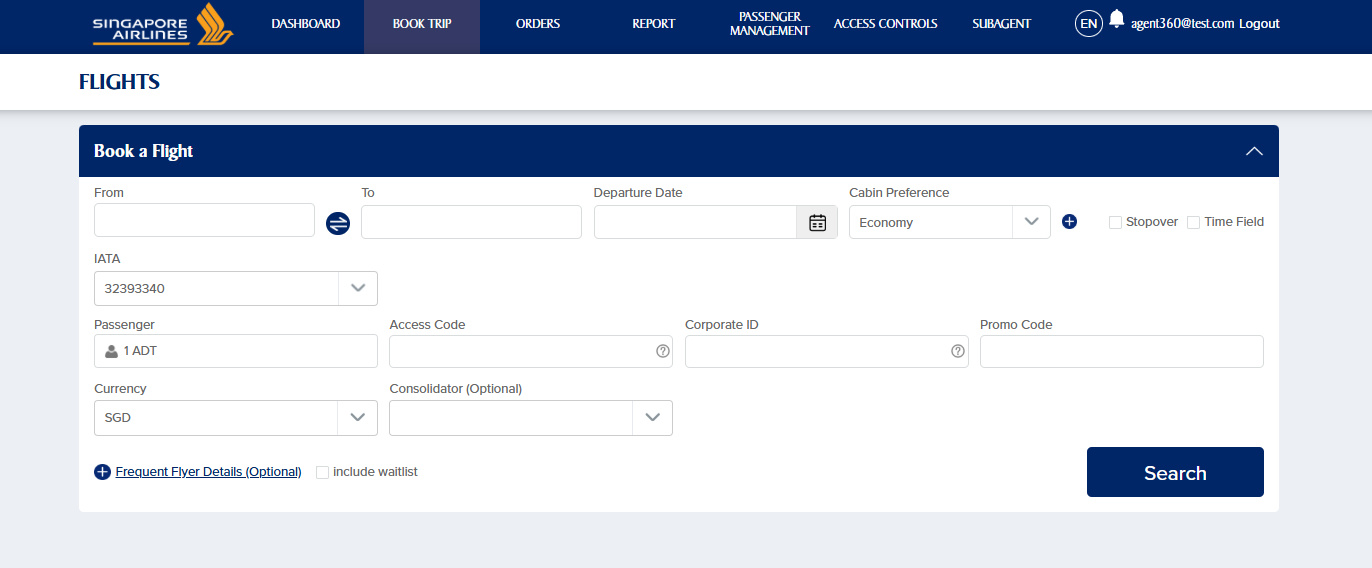 SINGAPORE
AIRLINES
DASHBOARD
BOOK TRIP
ORDERS
REPORT
PASSENGER
MANAGEMENT
ACCESS CONTROLS
SUBAGENT
EN
agent360@test.com Logout
FLIGHTS
Book a Flight
From
To
Departure Date
Cabin Preference
Economy
Stopover
Time Field
IATA
32393340
Passenger
Access Code
Corporate ID
Promo Code
1 ADT
?
?
Currency
Consolidator (Optional)
SGD
Frequent Flyer Details (Optional)
include waitlist
Search